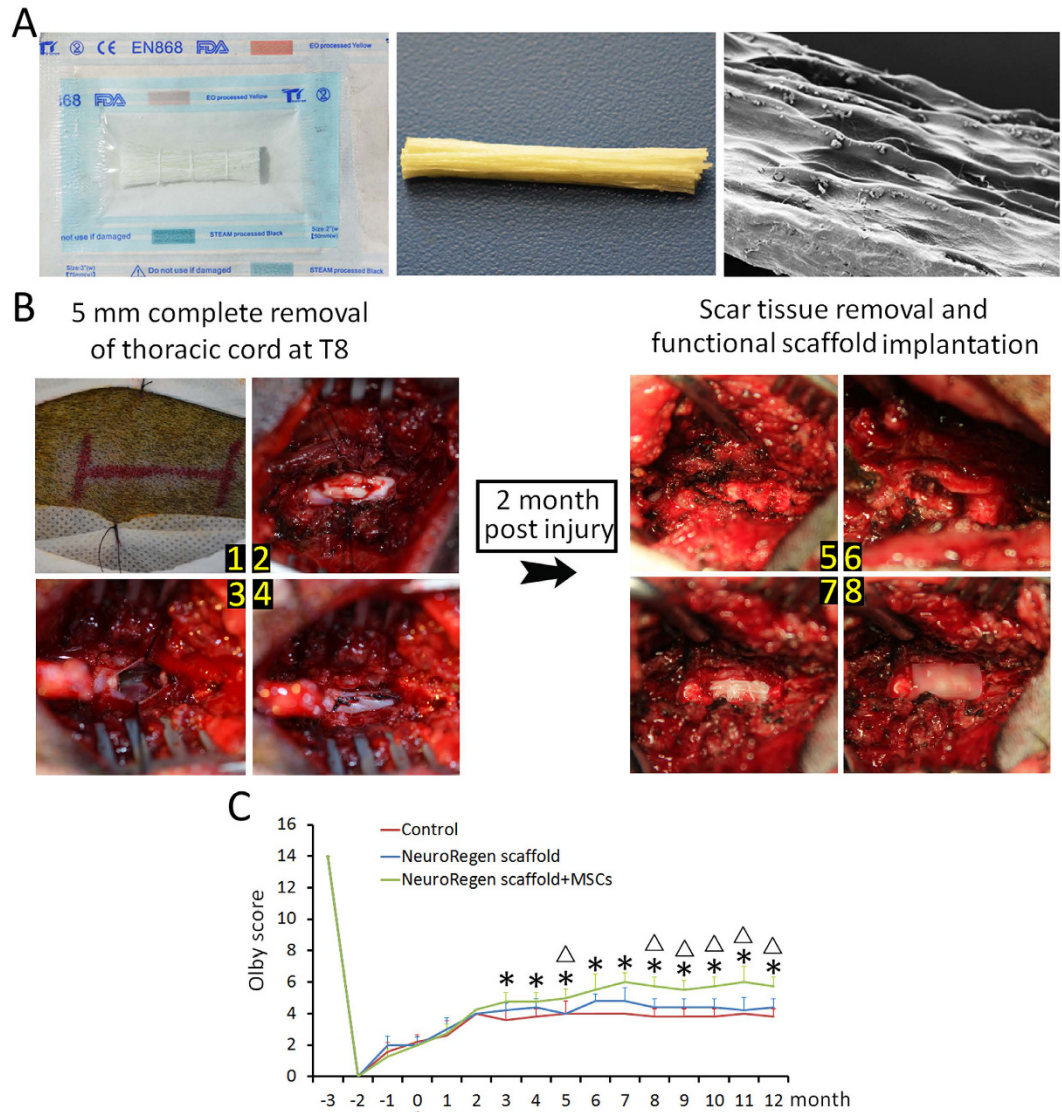 A
CE EN868 FDA EO processed Yellow
868 FDA EO processed Yellow
not use if damaged STEAM processed Black Size:2"(w)
Size:3"(w) Do not use if damaged STEAM processed Black
B
5 mm complete removal
of thoracic cord at T8
Scar tissue removal and
functional scaffold implantation
1 2
3 4
2 month
post injury
5 6
7 8
C
Control
NeuroRegen scaffold
NeuroRegen scaffold+MSCs
Olby score
16
14
12
10
8
6
4
2
0
-3 -2 -1 0 1 2 3 4 5 6 7 8 9 10 11 12 month